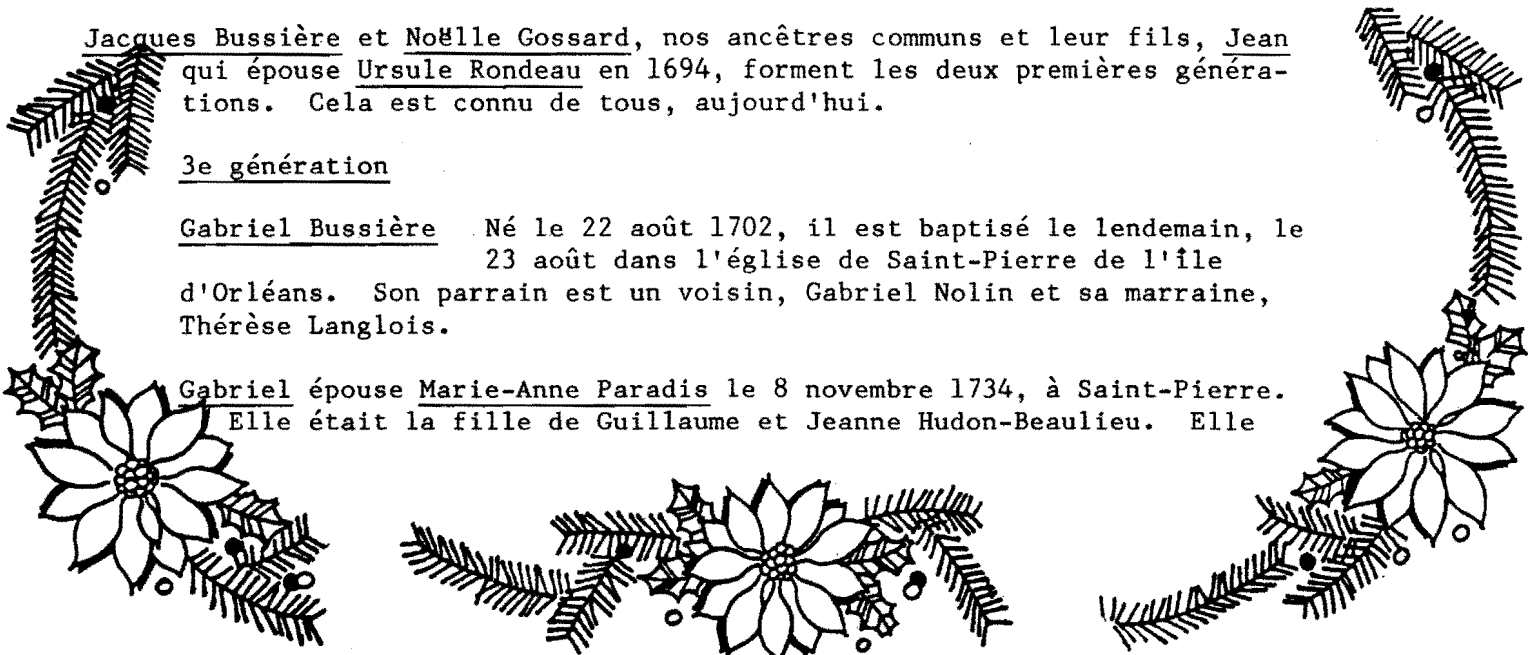 Jacques Bussière et Noëlle Gossard, nos ancêtres communs et leur fils, Jean
qui épouse Ursule Rondeau en 1694, forment les deux premières généra-
tions. Cela est connu de tous, aujourd'hui.
3e génération
Gabriel Bussière Né le 22 août 1702, il est baptisé le lendemain, le
23 août dans l'église de Saint-Pierre de l'île
d'Orléans. Son parrain est un voisin, Gabriel Nolin et sa marraine,
Thérèse Langlois.
Gabriel épouse Marie-Anne Paradis le 8 novembre 1734, à Saint-Pierre.
Elle était la fille de Guillaume et Jeanne Hudon-Beaulieu. Elle